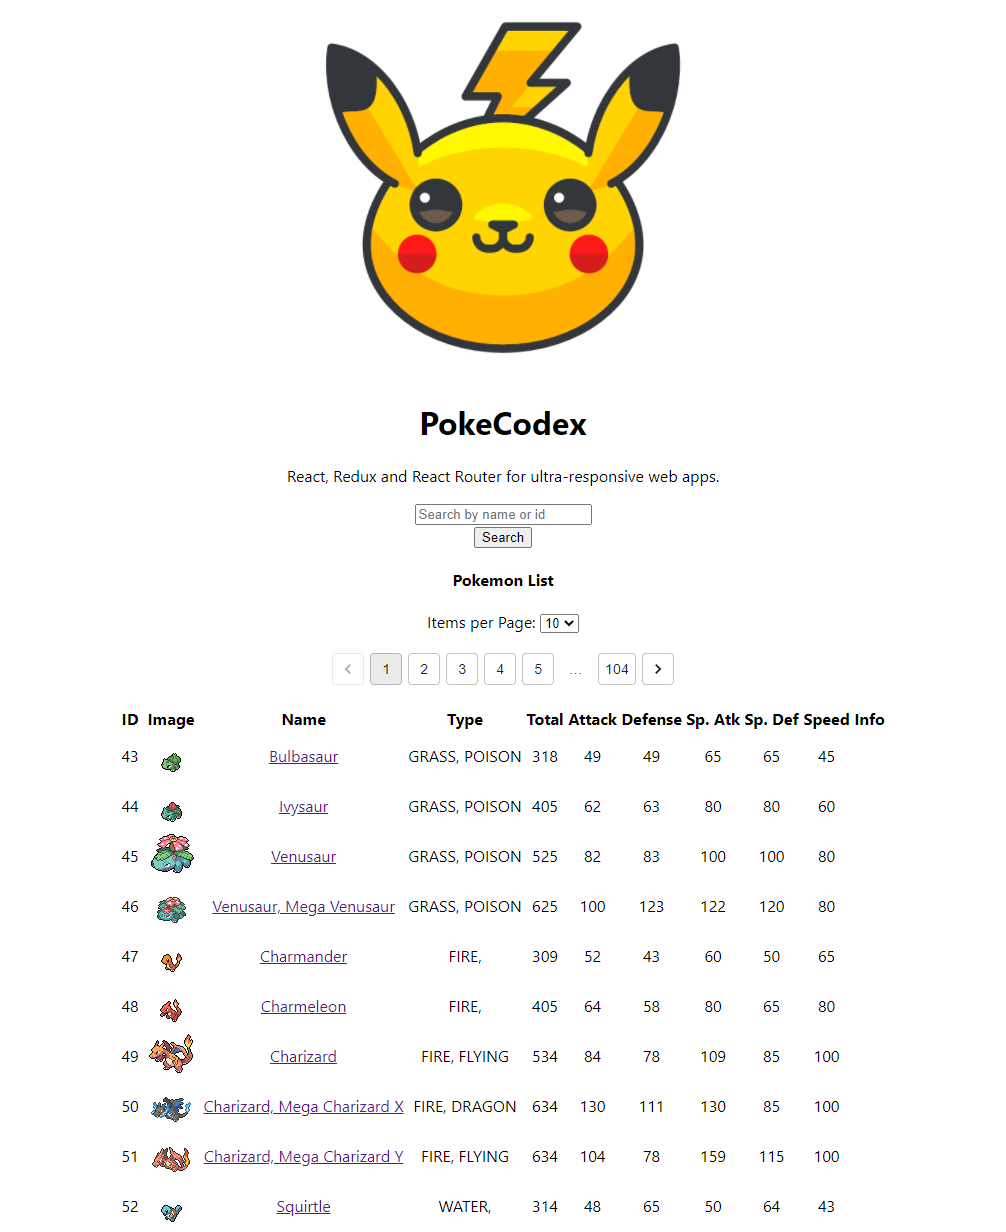 PokeCodex
React, Redux and React Router for ultra-responsive web apps.
Search by name or id
Search
Pokemon List
Items per Page: 10
1 2 3 4 5 ... 104
ID Image Name Type Total Attack Defense Sp. Atk Sp. Def Speed Info
43 Bulbasaur GRASS, POISON 318 49 49 65 65 45
44 Ivysaur GRASS, POISON 405 62 63 80 80 60
45 Venusaur GRASS, POISON 525 82 83 100 100 80
46 Venusaur, Mega Venusaur GRASS, POISON 625 100 123 122 120 80
47 Charmander FIRE, 309 52 43 60 50 65
48 Charmeleon FIRE, 405 64 58 80 65 80
49 Charizard FIRE, FLYING 534 84 78 109 85 100
50 Charizard, Mega Charizard X FIRE, DRAGON 634 130 111 130 85 100
51 Charizard, Mega Charizard Y FIRE, FLYING 634 104 78 159 115 100
52 Squirtle WATER, 314 48 65 50 64 43